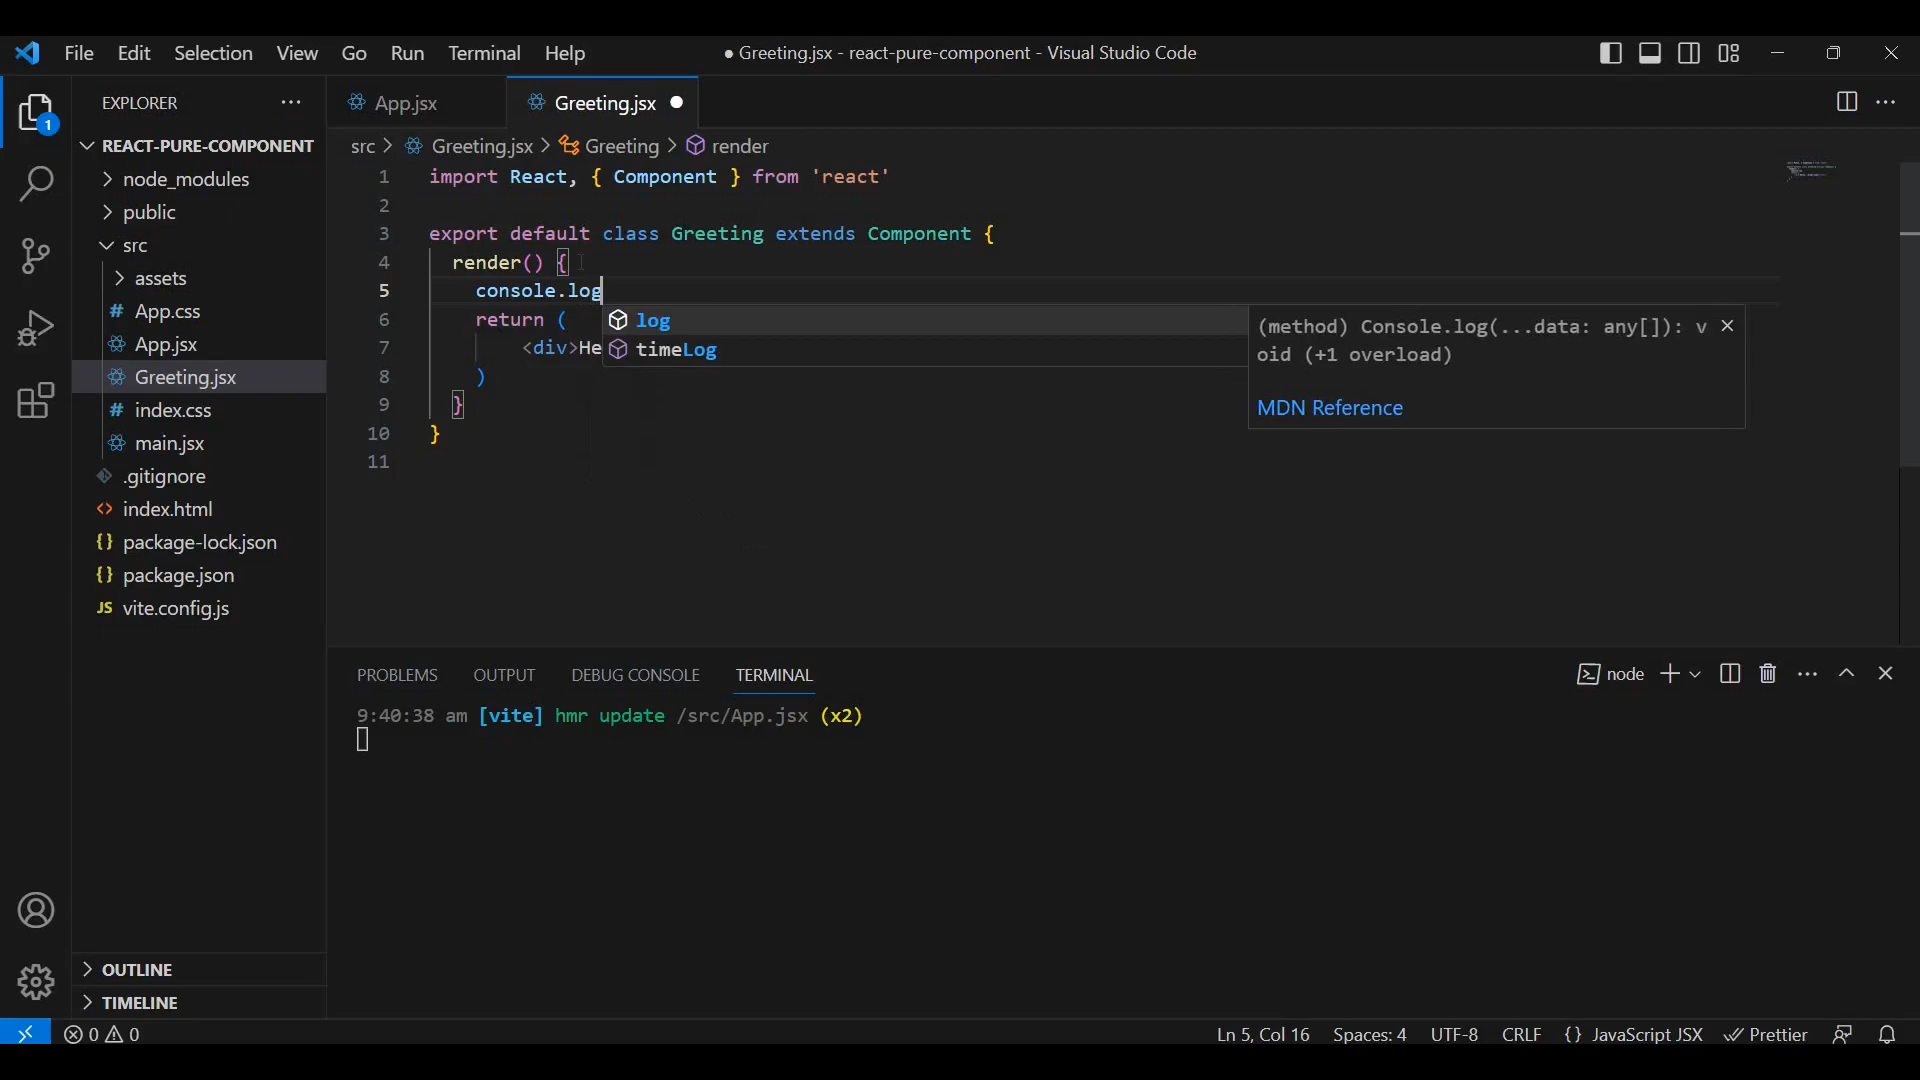 File Edit Selection View Go Run Terminal Help ● Greeting.jsx - react-pure-component - Visual Studio Code
EXPLORER ···
App.jsx
Greeting.jsx ●
1
REACT-PURE-COMPONENT
node_modules
public
src
assets
App.css
App.jsx
Greeting.jsx
index.css
main.jsx
.gitignore
index.html
package-lock.json
package.json
JS vite.config.js
OUTLINE
TIMELINE
src > Greeting.jsx > Greeting > render
1 import React, { Component } from 'react'
2
3 export default class Greeting extends Component {
4 render() {
5 console.log
6 return (
7 <div>He
8 )
9 }
10 }
11
log
timeLog
(method) Console.log(...data: any[]): v
oid (+1 overload)
MDN Reference
PROBLEMS OUTPUT DEBUG CONSOLE TERMINAL
node
9:40:38 am [vite] hmr update /src/App.jsx (x2)
0 0
Ln 5, Col 16 Spaces: 4 UTF-8 CRLF {} JavaScript JSX Prettier